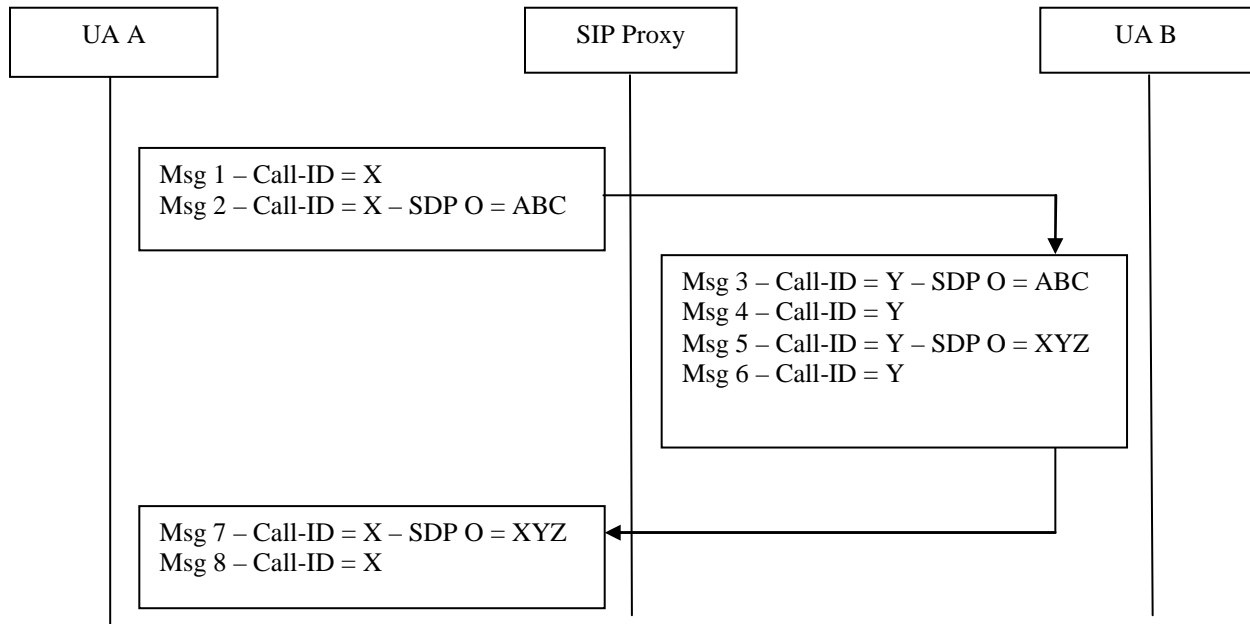 UA A
SIP Proxy
UA B
Msg 1 – Call-ID = X
Msg 2 – Call-ID = X – SDP O = ABC
Msg 3 – Call-ID = Y – SDP O = ABC
Msg 4 – Call-ID = Y
Msg 5 – Call-ID = Y – SDP O = XYZ
Msg 6 – Call-ID = Y
Msg 7 – Call-ID = X – SDP O = XYZ
Msg 8 – Call-ID = X